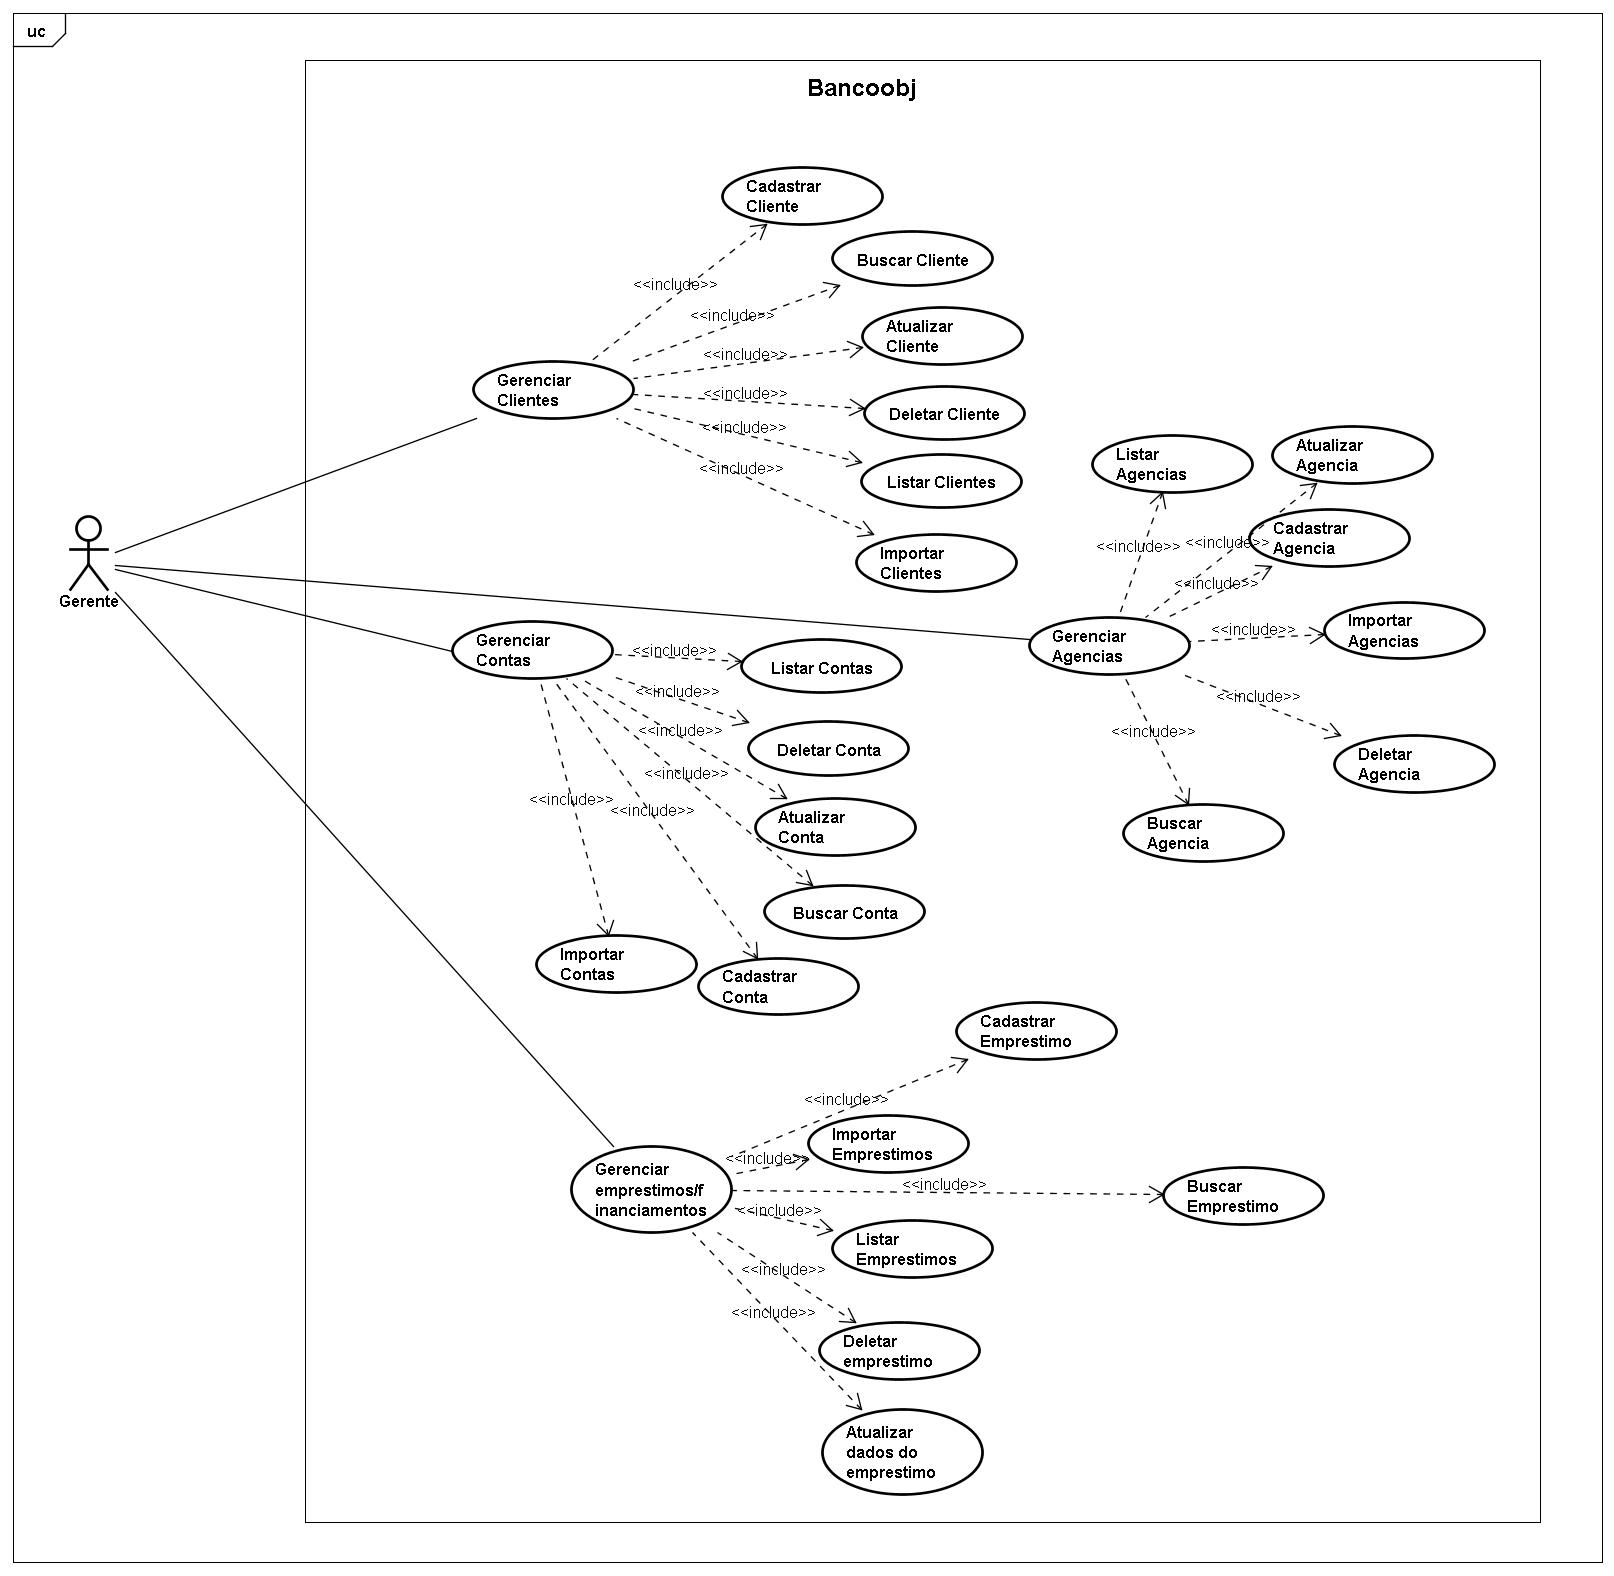 uc
Bancoobj
Cadastrar
Cliente
Buscar Cliente
<<include>>
<<include>>
Atualizar
Cliente
<<include>>
Gerenciar
Clientes
<<include>>
Deletar Cliente
<<include>>
<<include>>
Listar Clientes
Importar
Clientes
Listar
Agencias
Atualizar
Agencia
Cadastrar
Agencia
<<include>>
<<include>>
<<include>>
Gerente
Gerenciar
Agencias
<<include>>
Importar
Agencias
<<include>>
<<include>>
Deletar
Agencia
Buscar
Agencia
Gerenciar
Contas
<<include>>
Listar Contas
<<include>>
<<include>>
Deletar Conta
<<include>>
<<include>>
<<include>>
Atualizar
Conta
Buscar Conta
Importar
Contas
Cadastrar
Conta
Cadastrar
Emprestimo
<<include>>
Importar
Emprestimos
<<include>>
Gerenciar
emprestimos/f
inanciamentos
<<include>>
Buscar
Emprestimo
<<include>>
Listar
Emprestimos
<<include>>
<<include>>
Deletar
emprestimo
Atualizar
dados do
emprestimo